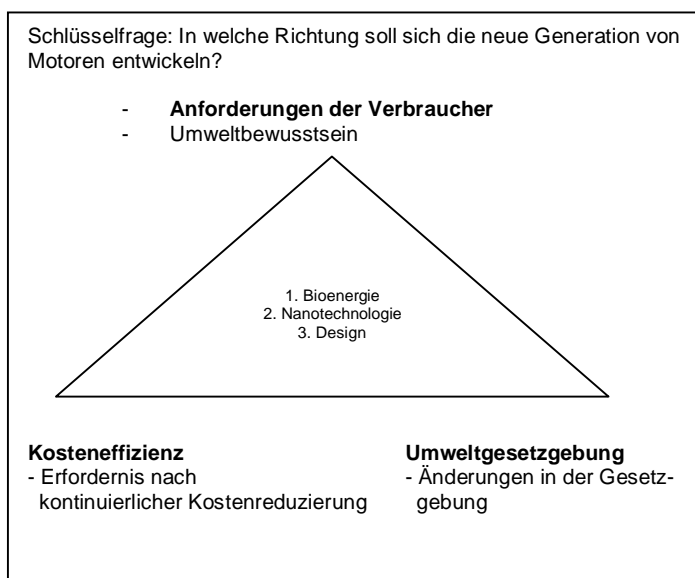 Schlüsselfrage: In welche Richtung soll sich die neue Generation von
Motoren entwickeln?
- Anforderungen der Verbraucher
- Umweltbewusstsein
1. Bioenergie
2. Nanotechnologie
3. Design
Kosteneffizienz
- Erfordernis nach
kontinuierlicher Kostenreduzierung
Umweltgesetzgebung
- Änderungen in der Gesetz-
gebung